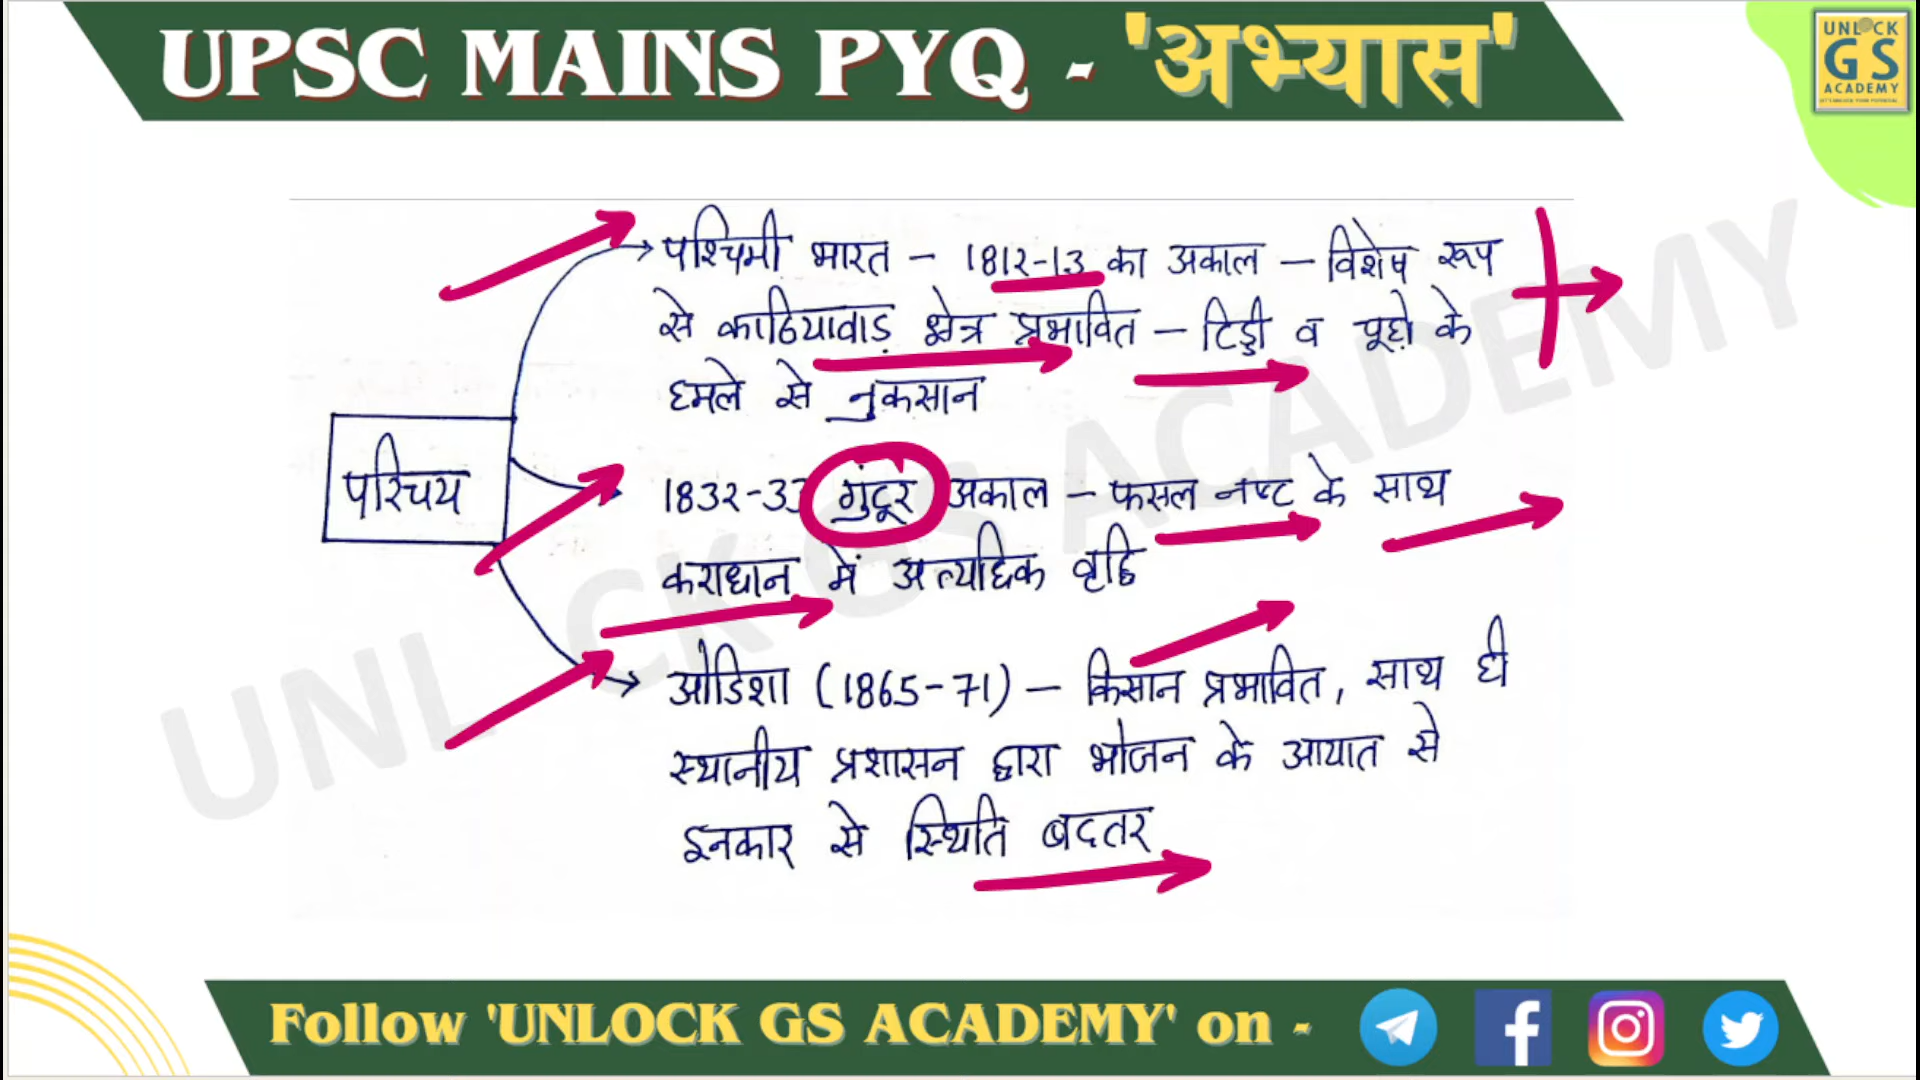 UPSC MAINS PYQ - 'अभ्यास'
UNLOCK
GS
ACADEMY
पश्चिमी भारत - 1812-13 का अकाल - विशेष रूप
से काठियावाड़ क्षेत्र प्रभावित - टिड्डी व चूहों के
हमले से नुकसान
परिचय
1832-33 गुंटूर अकाल - फसल नष्ट के साथ
कराधान में अत्यधिक वृद्धि
ओडिशा (1865-71) - किसान प्रभावित, साथ ही
स्थानीय प्रशासन द्वारा भोजन के आयात से
इनकार से स्थिति बदतर
UNLOCK GS ACADEMY
Follow 'UNLOCK GS ACADEMY' on -